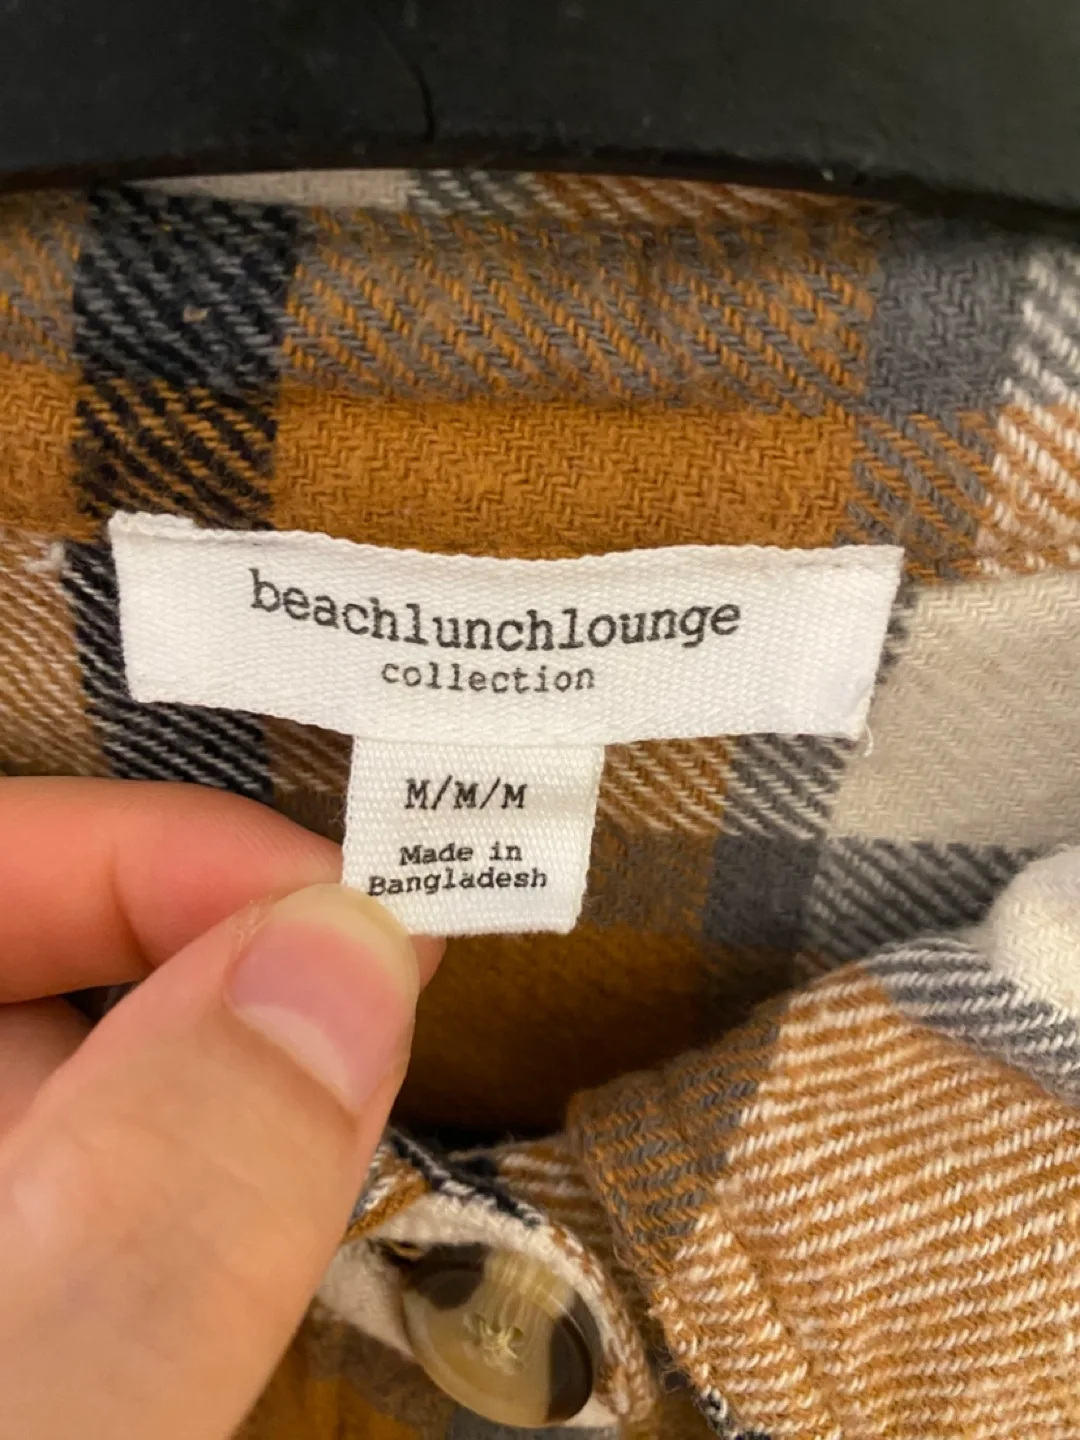 beachlunchlounge
collection
M/M/M
Made in
Bangladesh